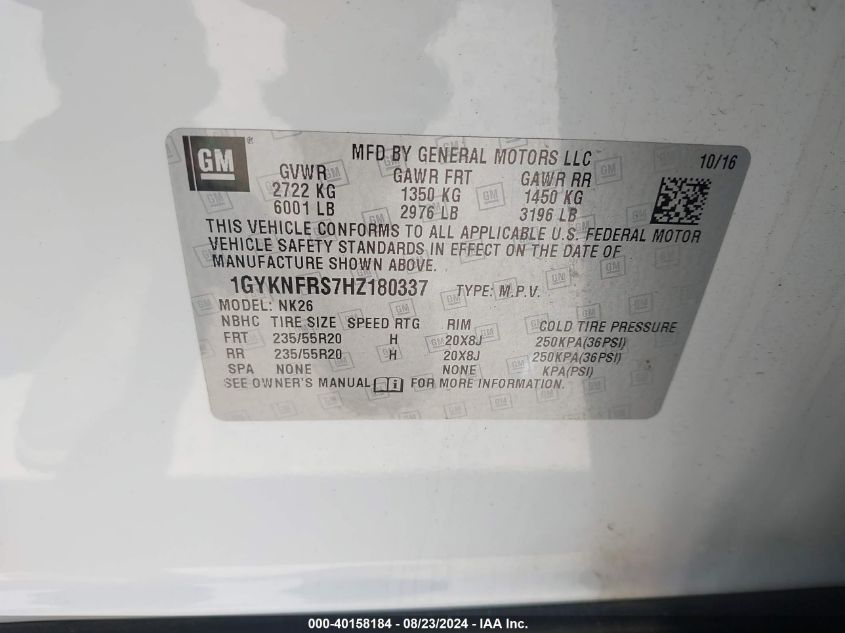 GM ®
MFD BY GENERAL MOTORS LLC 10/16
GVWR GAWR FRT GAWR RR
2722 KG 1350 KG 1450 KG
6001 LB 2976 LB 3196 LB
THIS VEHICLE CONFORMS TO ALL APPLICABLE U.S. FEDERAL MOTOR
VEHICLE SAFETY STANDARDS IN EFFECT ON THE DATE OF
MANUFACTURE SHOWN ABOVE.
1GYKNFRS7HZ180337 TYPE: M.P.V.
MODEL: NK26
NBHC TIRE SIZE SPEED RTG RIM COLD TIRE PRESSURE
FRT 235/55R20 H 20X8J 250KPA(36PSI)
RR 235/55R20 H 20X8J 250KPA(36PSI)
SPA NONE NONE KPA(PSI)
SEE OWNER'S MANUAL FOR MORE INFORMATION.
000-40158184 - 08/23/2024 - IAA Inc.